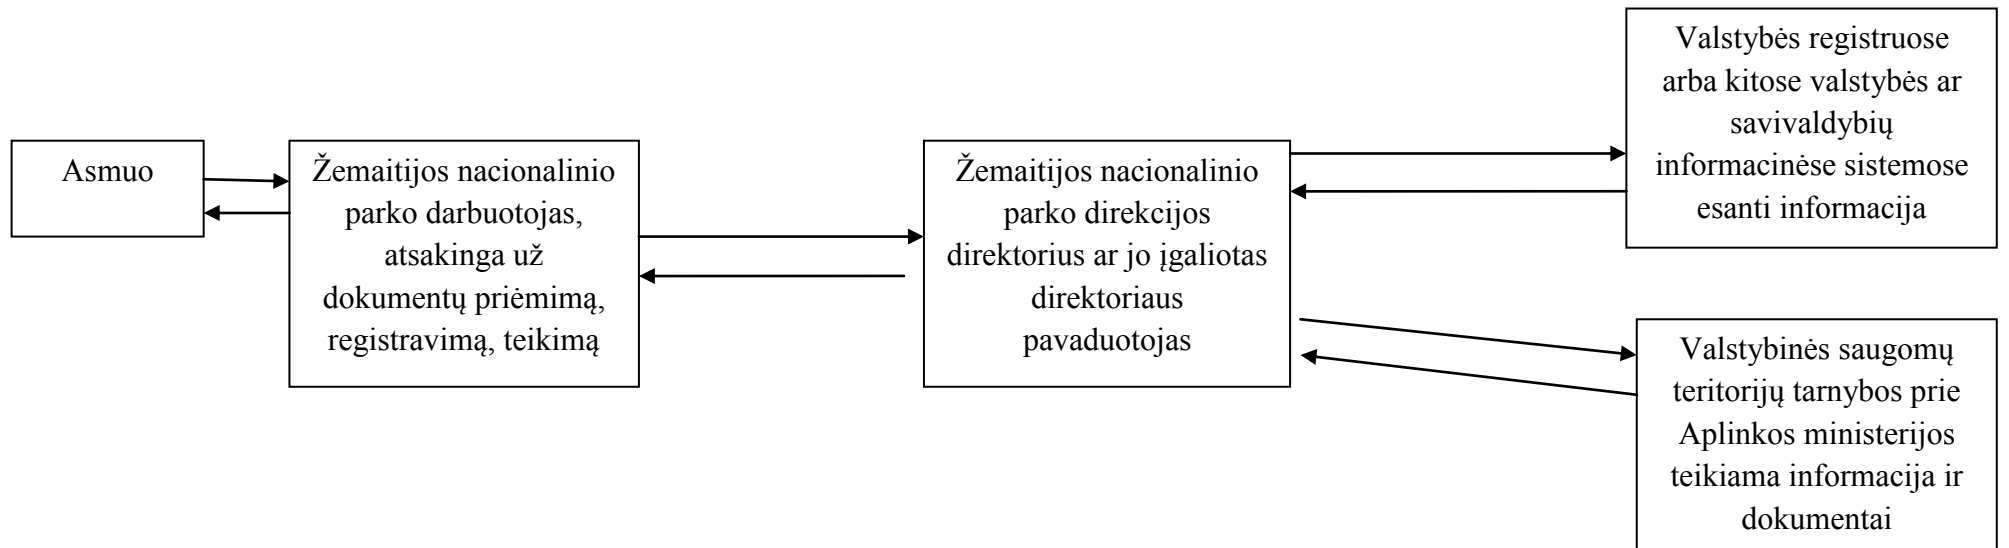 Asmuo
Žemaitijos nacionalinio
parko darbuotojas,
atsakinga už
dokumentų priėmimą,
registravimą, teikimą
Žemaitijos nacionalinio
parko direkcijos
direktorius ar jo įgaliotas
direktoriaus
pavaduotojas
Valstybės registruose
arba kitose valstybės ar
savivaldybių
informacinėse sistemose
esanti informacija
Valstybinės saugomų
teritorijų tarnybos prie
Aplinkos ministerijos
teikiama informacija ir
dokumentai